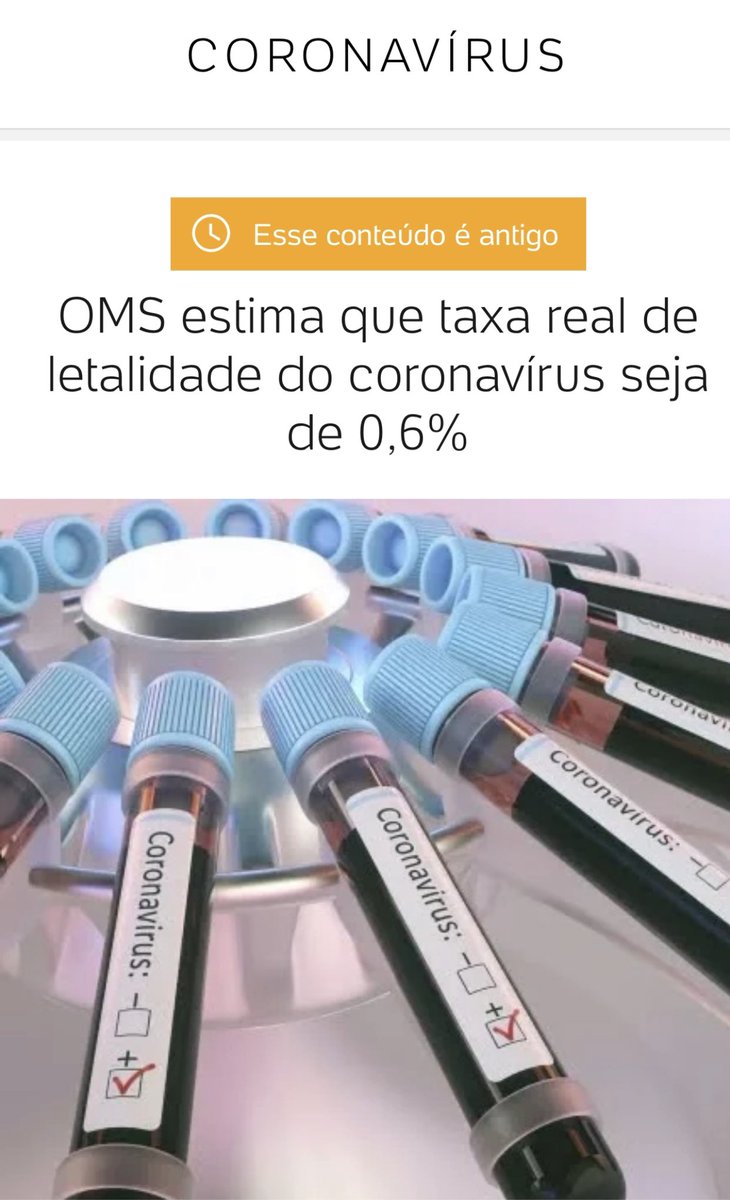 CORONAVÍRUS
Esse conteúdo é antigo
OMS estima que taxa real de
letalidade do coronavírus seja
de 0,6%
Coronavirus: - +
Coronavirus: - +
Coronavirus: -